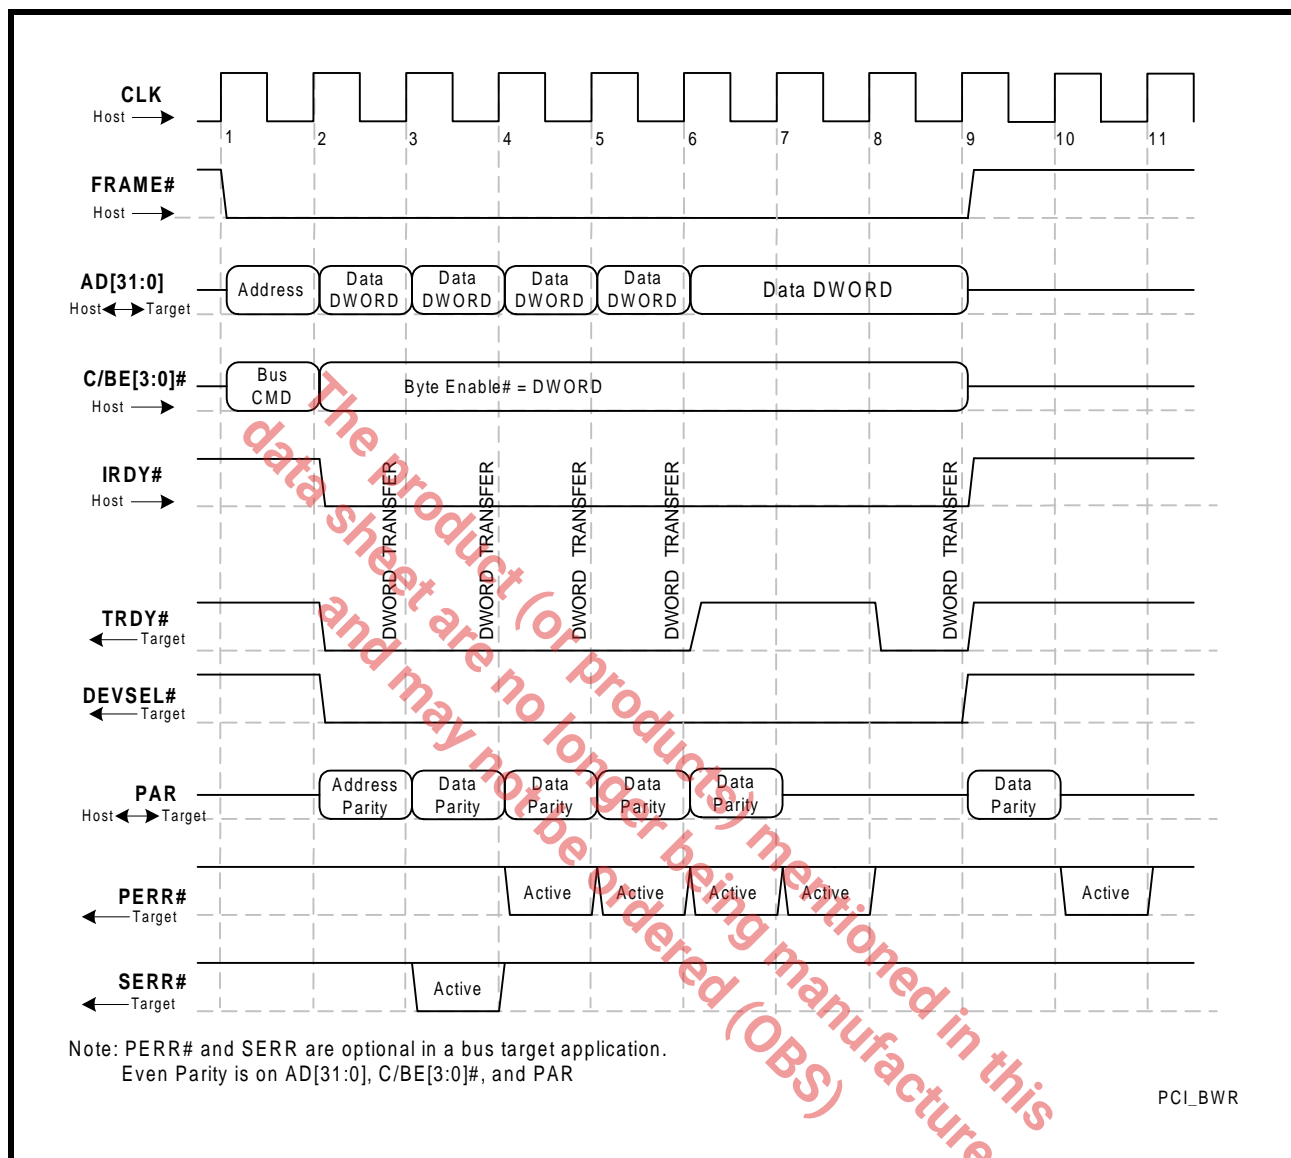 CLK
Host
1 2 3 4 5 6 7 8 9 10 11
FRAME#
Host
AD[31:0]
Host Target
Address
Data
DWORD
Data
DWORD
Data
DWORD
Data
DWORD
Data DWORD
C/BE[3:0]#
Host
Bus
CMD
Byte Enable# = DWORD
IRDY#
Host
DWORD TRANSFER
DWORD TRANSFER
DWORD TRANSFER
DWORD TRANSFER
DWORD TRANSFER
TRDY#
Target
DEVSEL#
Target
PAR
Host Target
Address
Parity
Data
Parity
Data
Parity
Data
Parity
Data
Parity
Data
Parity
PERR#
Target
Active
Active
Active
Active
Active
SERR#
Target
Active
Note: PERR# and SERR are optional in a bus target application.
Even Parity is on AD[31:0], C/BE[3:0]#, and PAR
PCI_BWR
The product (or products) mentioned in this
data sheet are no longer being manufacture
and may not be ordered (OBS)